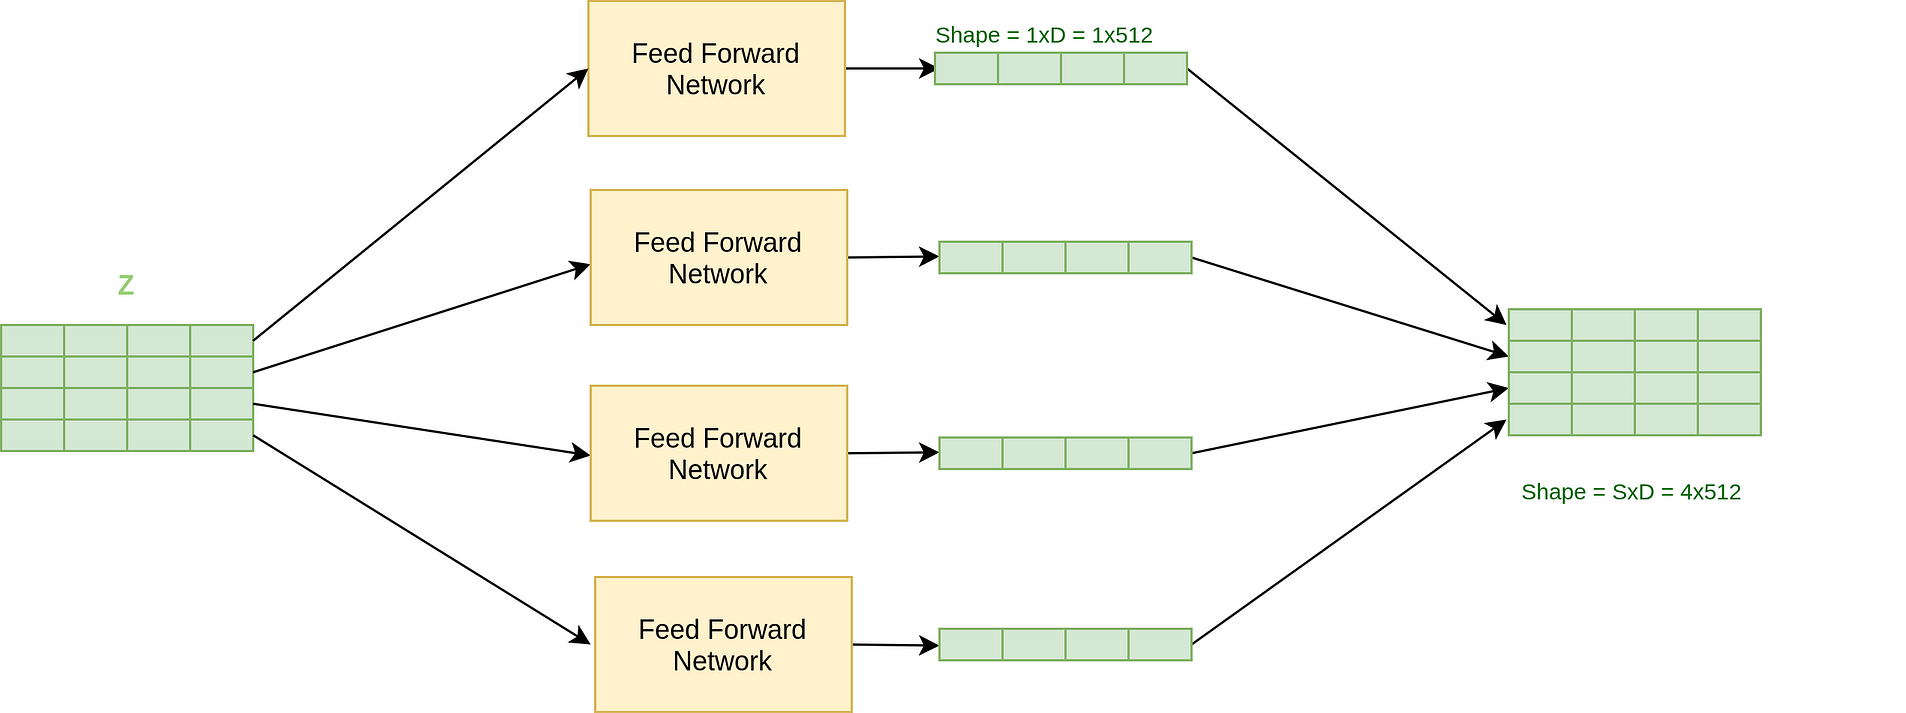 Z
Feed Forward
Network
Shape = 1xD = 1x512
Feed Forward
Network
Feed Forward
Network
Feed Forward
Network
Shape = SxD = 4x512